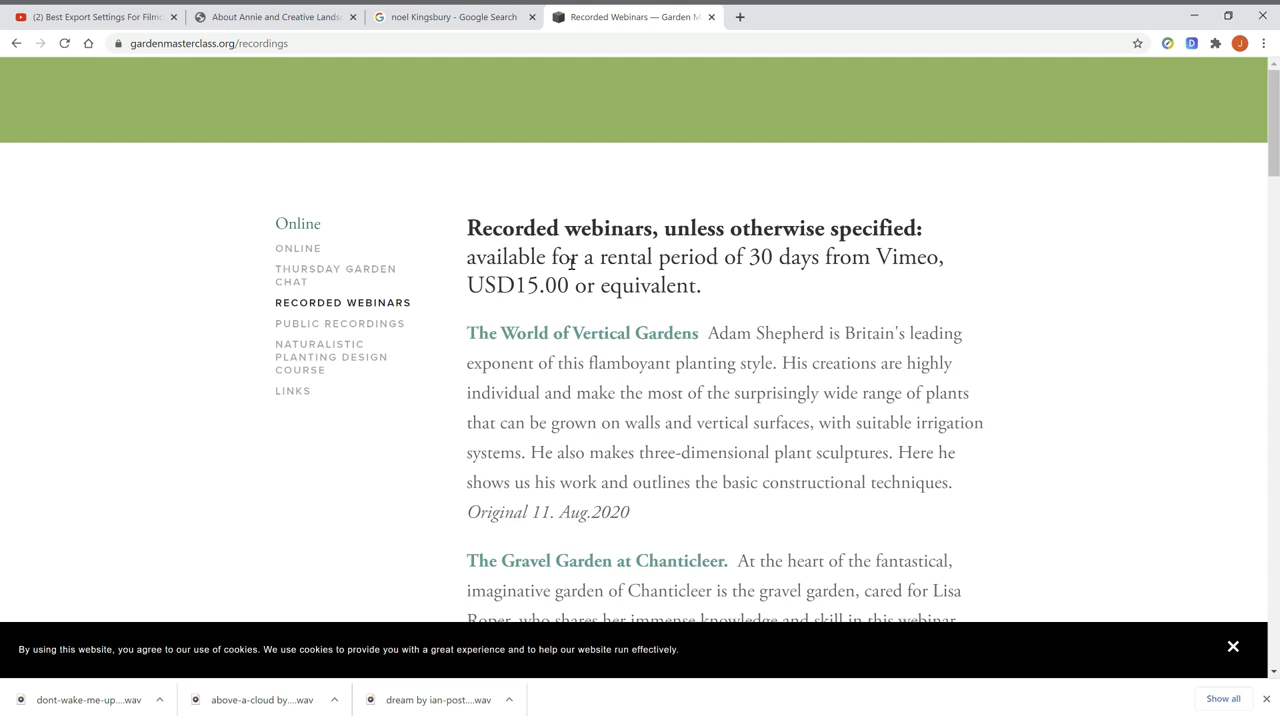 (2) Best Export Settings For Filmo
About Annie and Creative Landsc
noel Kingsbury - Google Search
Recorded Webinars — Garden M
gardenmasterclass.org/recordings
Online
ONLINE
THURSDAY GARDEN
CHAT
RECORDED WEBINARS
PUBLIC RECORDINGS
NATURALISTIC
PLANTING DESIGN
COURSE
LINKS
Recorded webinars, unless otherwise specified:
available for a rental period of 30 days from Vimeo,
USD15.00 or equivalent.
The World of Vertical Gardens Adam Shepherd is Britain's leading
exponent of this flamboyant planting style. His creations are highly
individual and make the most of the surprisingly wide range of plants
that can be grown on walls and vertical surfaces, with suitable irrigation
systems. He also makes three-dimensional plant sculptures. Here he
shows us his work and outlines the basic constructional techniques.
Original 11. Aug.2020
The Gravel Garden at Chanticleer. At the heart of the fantastical,
imaginative garden of Chanticleer is the gravel garden, cared for Lisa
Roper, who shares her immense knowledge and skill in this webinar
By using this website, you agree to our use of cookies. We use cookies to provide you with a great experience and to help our website run effectively.
dont-wake-me-up....wav
above-a-cloud by....wav
dream by ian-post....wav
Show all